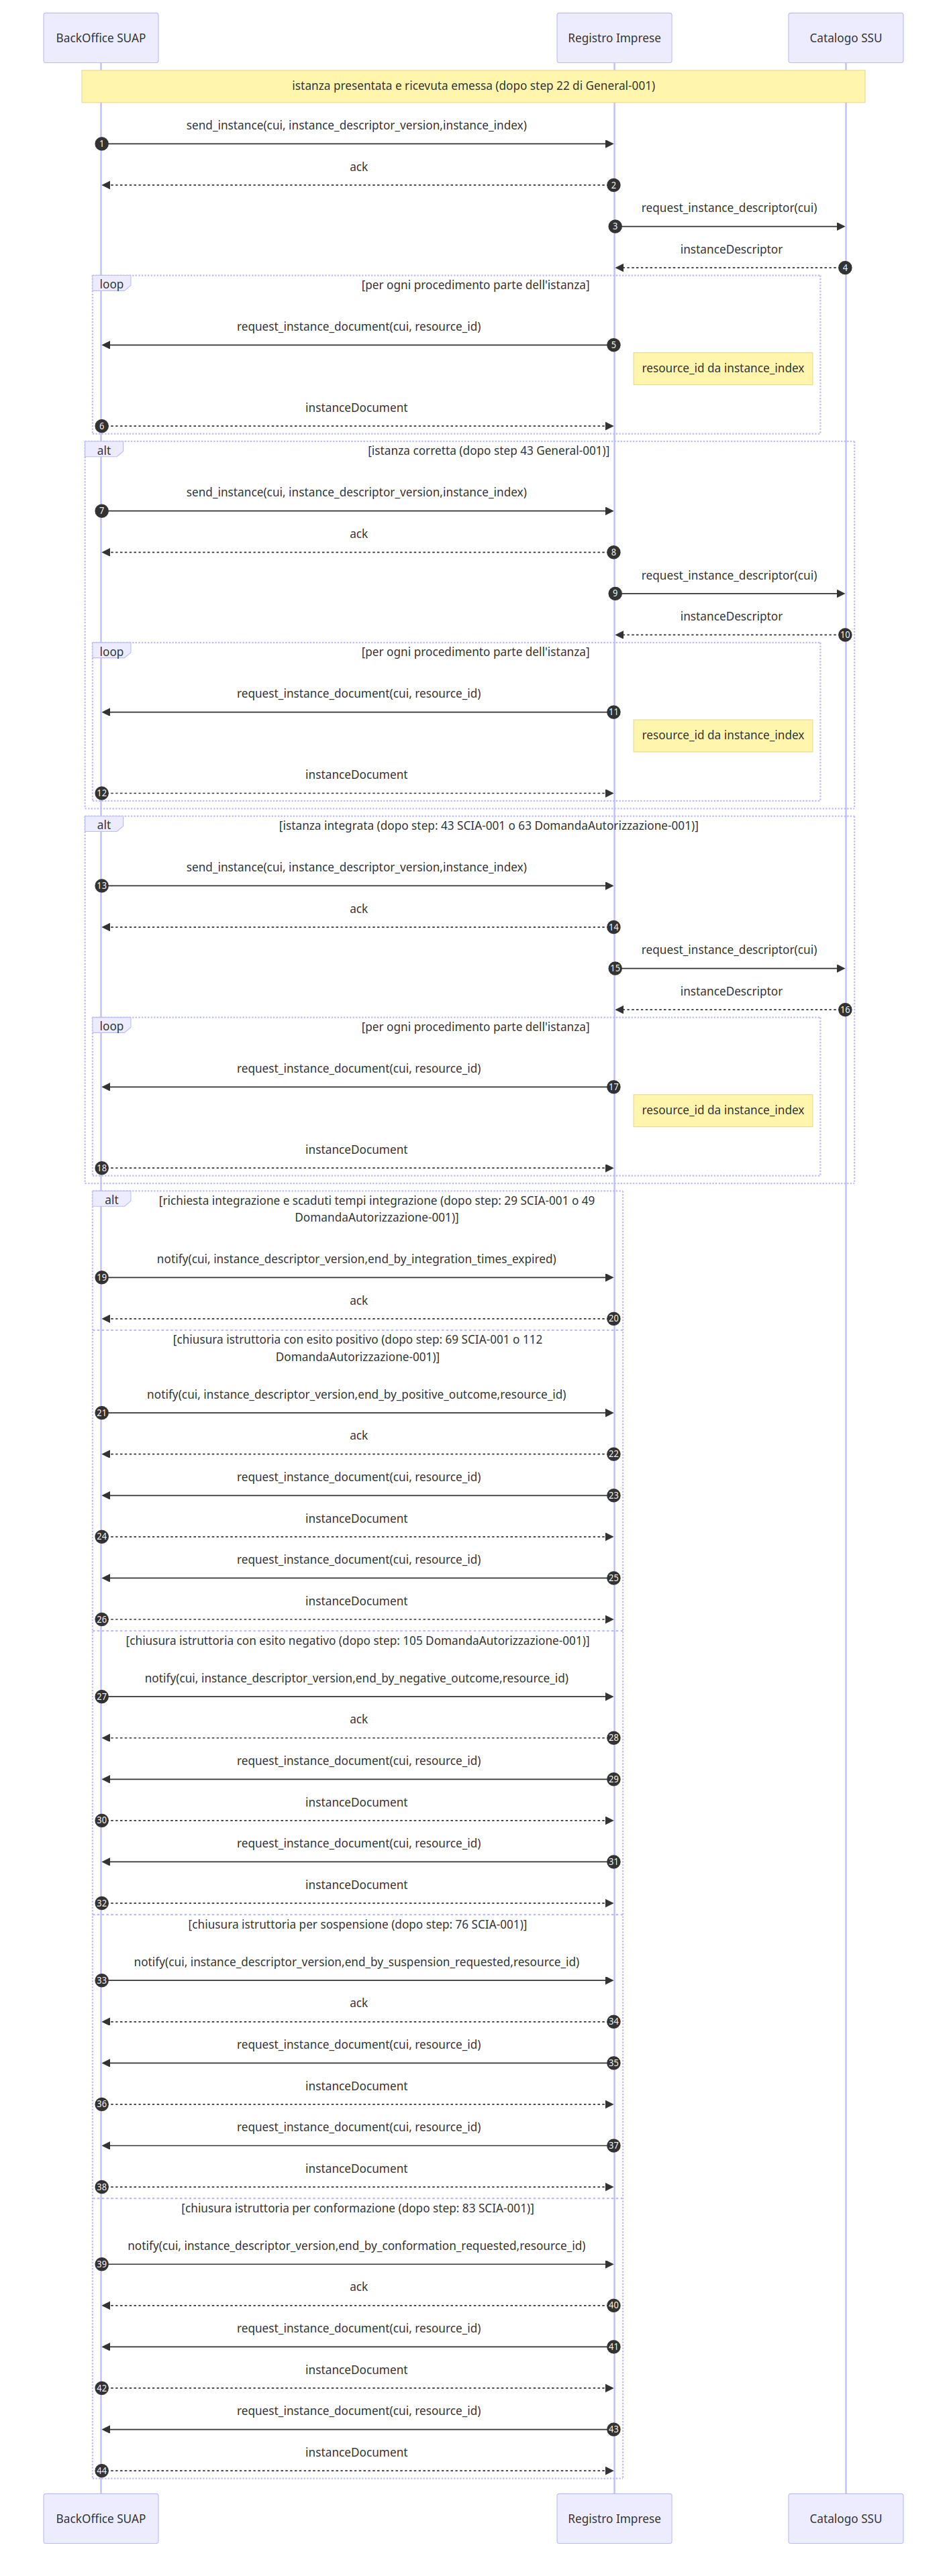 BackOffice SUAP
Registro Imprese
Catalogo SSU
istanza presentata e ricevuta emessa (dopo step 22 di General-001)
send_instance(cui, instance_descriptor_version,instance_index)
1
ack
2
request_instance_descriptor(cui)
3
instanceDescriptor
4
loop
[per ogni procedimento parte dell'istanza]
request_instance_document(cui, resource_id)
5
resource_id da instance_index
instanceDocument
6
alt
[istanza corretta (dopo step 43 General-001)]
send_instance(cui, instance_descriptor_version,instance_index)
7
ack
8
request_instance_descriptor(cui)
9
instanceDescriptor
10
loop
[per ogni procedimento parte dell'istanza]
request_instance_document(cui, resource_id)
11
resource_id da instance_index
instanceDocument
12
alt
[istanza integrata (dopo step: 43 SCIA-001 o 63 DomandaAutorizzazione-001)]
send_instance(cui, instance_descriptor_version,instance_index)
13
ack
14
request_instance_descriptor(cui)
15
instanceDescriptor
16
loop
[per ogni procedimento parte dell'istanza]
request_instance_document(cui, resource_id)
17
resource_id da instance_index
instanceDocument
18
alt
[richiesta integrazione e scaduti tempi integrazione (dopo step: 29 SCIA-001 o 49
DomandaAutorizzazione-001)]
notify(cui, instance_descriptor_version,end_by_integration_times_expired)
19
ack
20
[chiusura istruttoria con esito positivo (dopo step: 69 SCIA-001 o 112
DomandaAutorizzazione-001)]
notify(cui, instance_descriptor_version,end_by_positive_outcome,resource_id)
21
ack
22
request_instance_document(cui, resource_id)
23
instanceDocument
24
request_instance_document(cui, resource_id)
25
instanceDocument
26
[chiusura istruttoria con esito negativo (dopo step: 105 DomandaAutorizzazione-001)]
notify(cui, instance_descriptor_version,end_by_negative_outcome,resource_id)
27
ack
28
request_instance_document(cui, resource_id)
29
instanceDocument
30
request_instance_document(cui, resource_id)
31
instanceDocument
32
[chiusura istruttoria per sospensione (dopo step: 76 SCIA-001)]
notify(cui, instance_descriptor_version,end_by_suspension_requested,resource_id)
33
ack
34
request_instance_document(cui, resource_id)
35
instanceDocument
36
request_instance_document(cui, resource_id)
37
instanceDocument
38
[chiusura istruttoria per conformazione (dopo step: 83 SCIA-001)]
notify(cui, instance_descriptor_version,end_by_conformation_requested,resource_id)
39
ack
40
request_instance_document(cui, resource_id)
41
instanceDocument
42
request_instance_document(cui, resource_id)
43
instanceDocument
44
BackOffice SUAP
Registro Imprese
Catalogo SSU